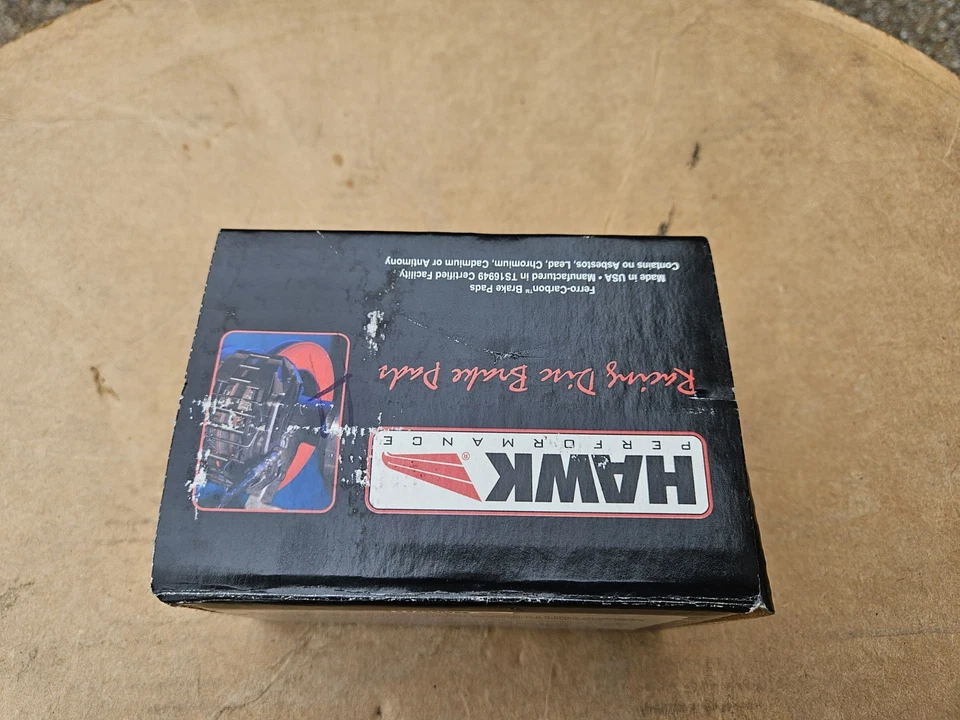 HAWK®
PERFORMANCE
Racing Disc Brake Pads
Ferro-Carbon™ Brake Pads
Made in USA • Manufactured in TS16949 Certified Facility
Contains no Asbestos, Lead, Chromium, Cadmium or Antimony